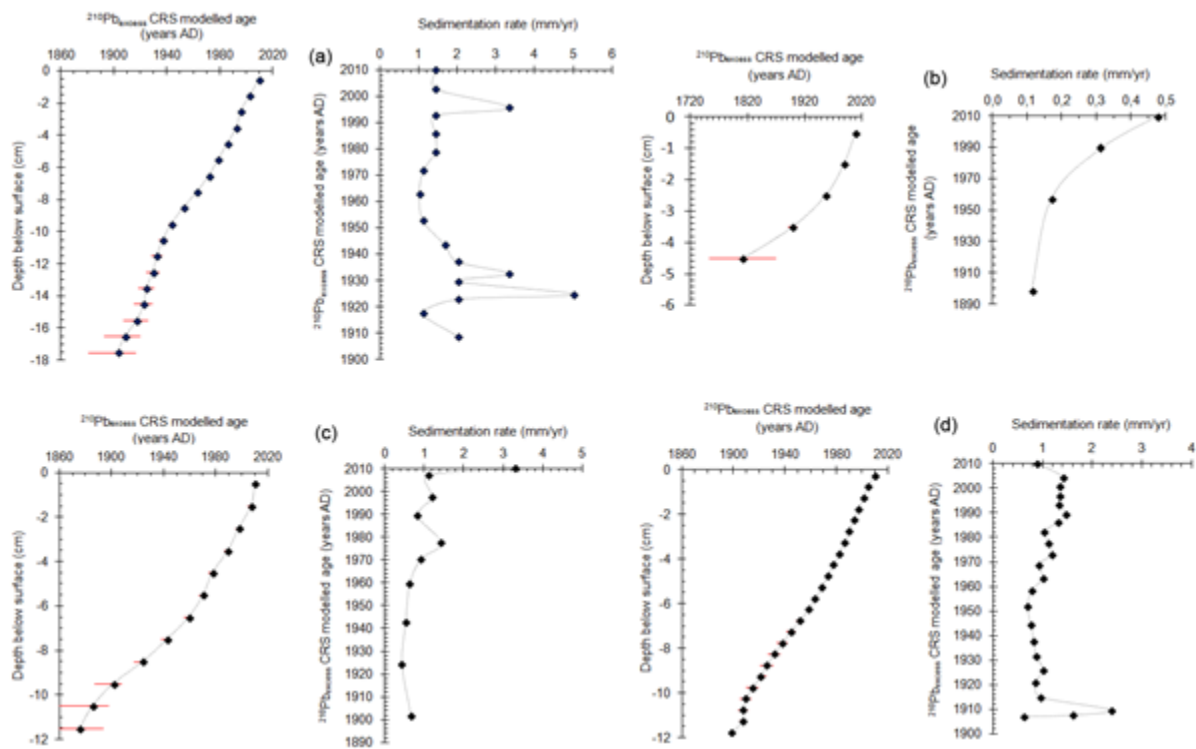 ²¹⁰Pbexcess CRS modelled age
(years AD)
1860 1900 1940 1980 2020
0
-2
-4
-6
-8
-10
-12
-14
-16
-18
Depth below surface (cm)
(a)
Sedimentation rate (mm/yr)
0 1 2 3 4 5 6
2010
2000
1990
1980
1970
1960
1950
1940
1930
1920
1910
1900
²¹⁰Pbexcess CRS modelled age (years AD)
²¹⁰Pbexcess CRS modelled age
(years AD)
1720 1820 1920 2020
0
-1
-2
-3
-4
-5
-6
Depth below surface (cm)
(b)
Sedimentation rate (mm/yr)
0,0 0,1 0,2 0,3 0,4 0,5
2010
1990
1970
1950
1930
1910
1890
²¹⁰Pbexcess CRS modelled age
(years AD)
²¹⁰Pbexcess CRS modelled age
(years AD)
1860 1900 1940 1980 2020
0
-2
-4
-6
-8
-10
-12
Depth below surface (cm)
(c)
Sedimentation rate (mm/yr)
0 1 2 3 4 5
2010
2000
1990
1980
1970
1960
1950
1940
1930
1920
1910
1900
1890
²¹⁰Pbexcess CRS modelled age (years AD)
²¹⁰Pbexcess CRS modelled age
(years AD)
1860 1900 1940 1980 2020
0
-2
-4
-6
-8
-10
-12
Depth below surface (cm)
(d)
Sedimentation rate (mm/yr)
0 1 2 3 4
2010
2000
1990
1980
1970
1960
1950
1940
1930
1920
1910
1900
²¹⁰Pbexcess CRS modelled age (years AD)